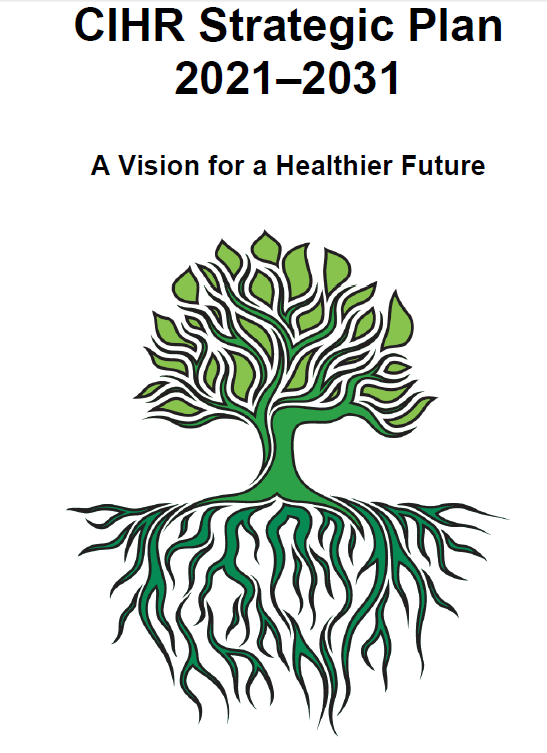 CIHR Strategic Plan
2021–2031
A Vision for a Healthier Future